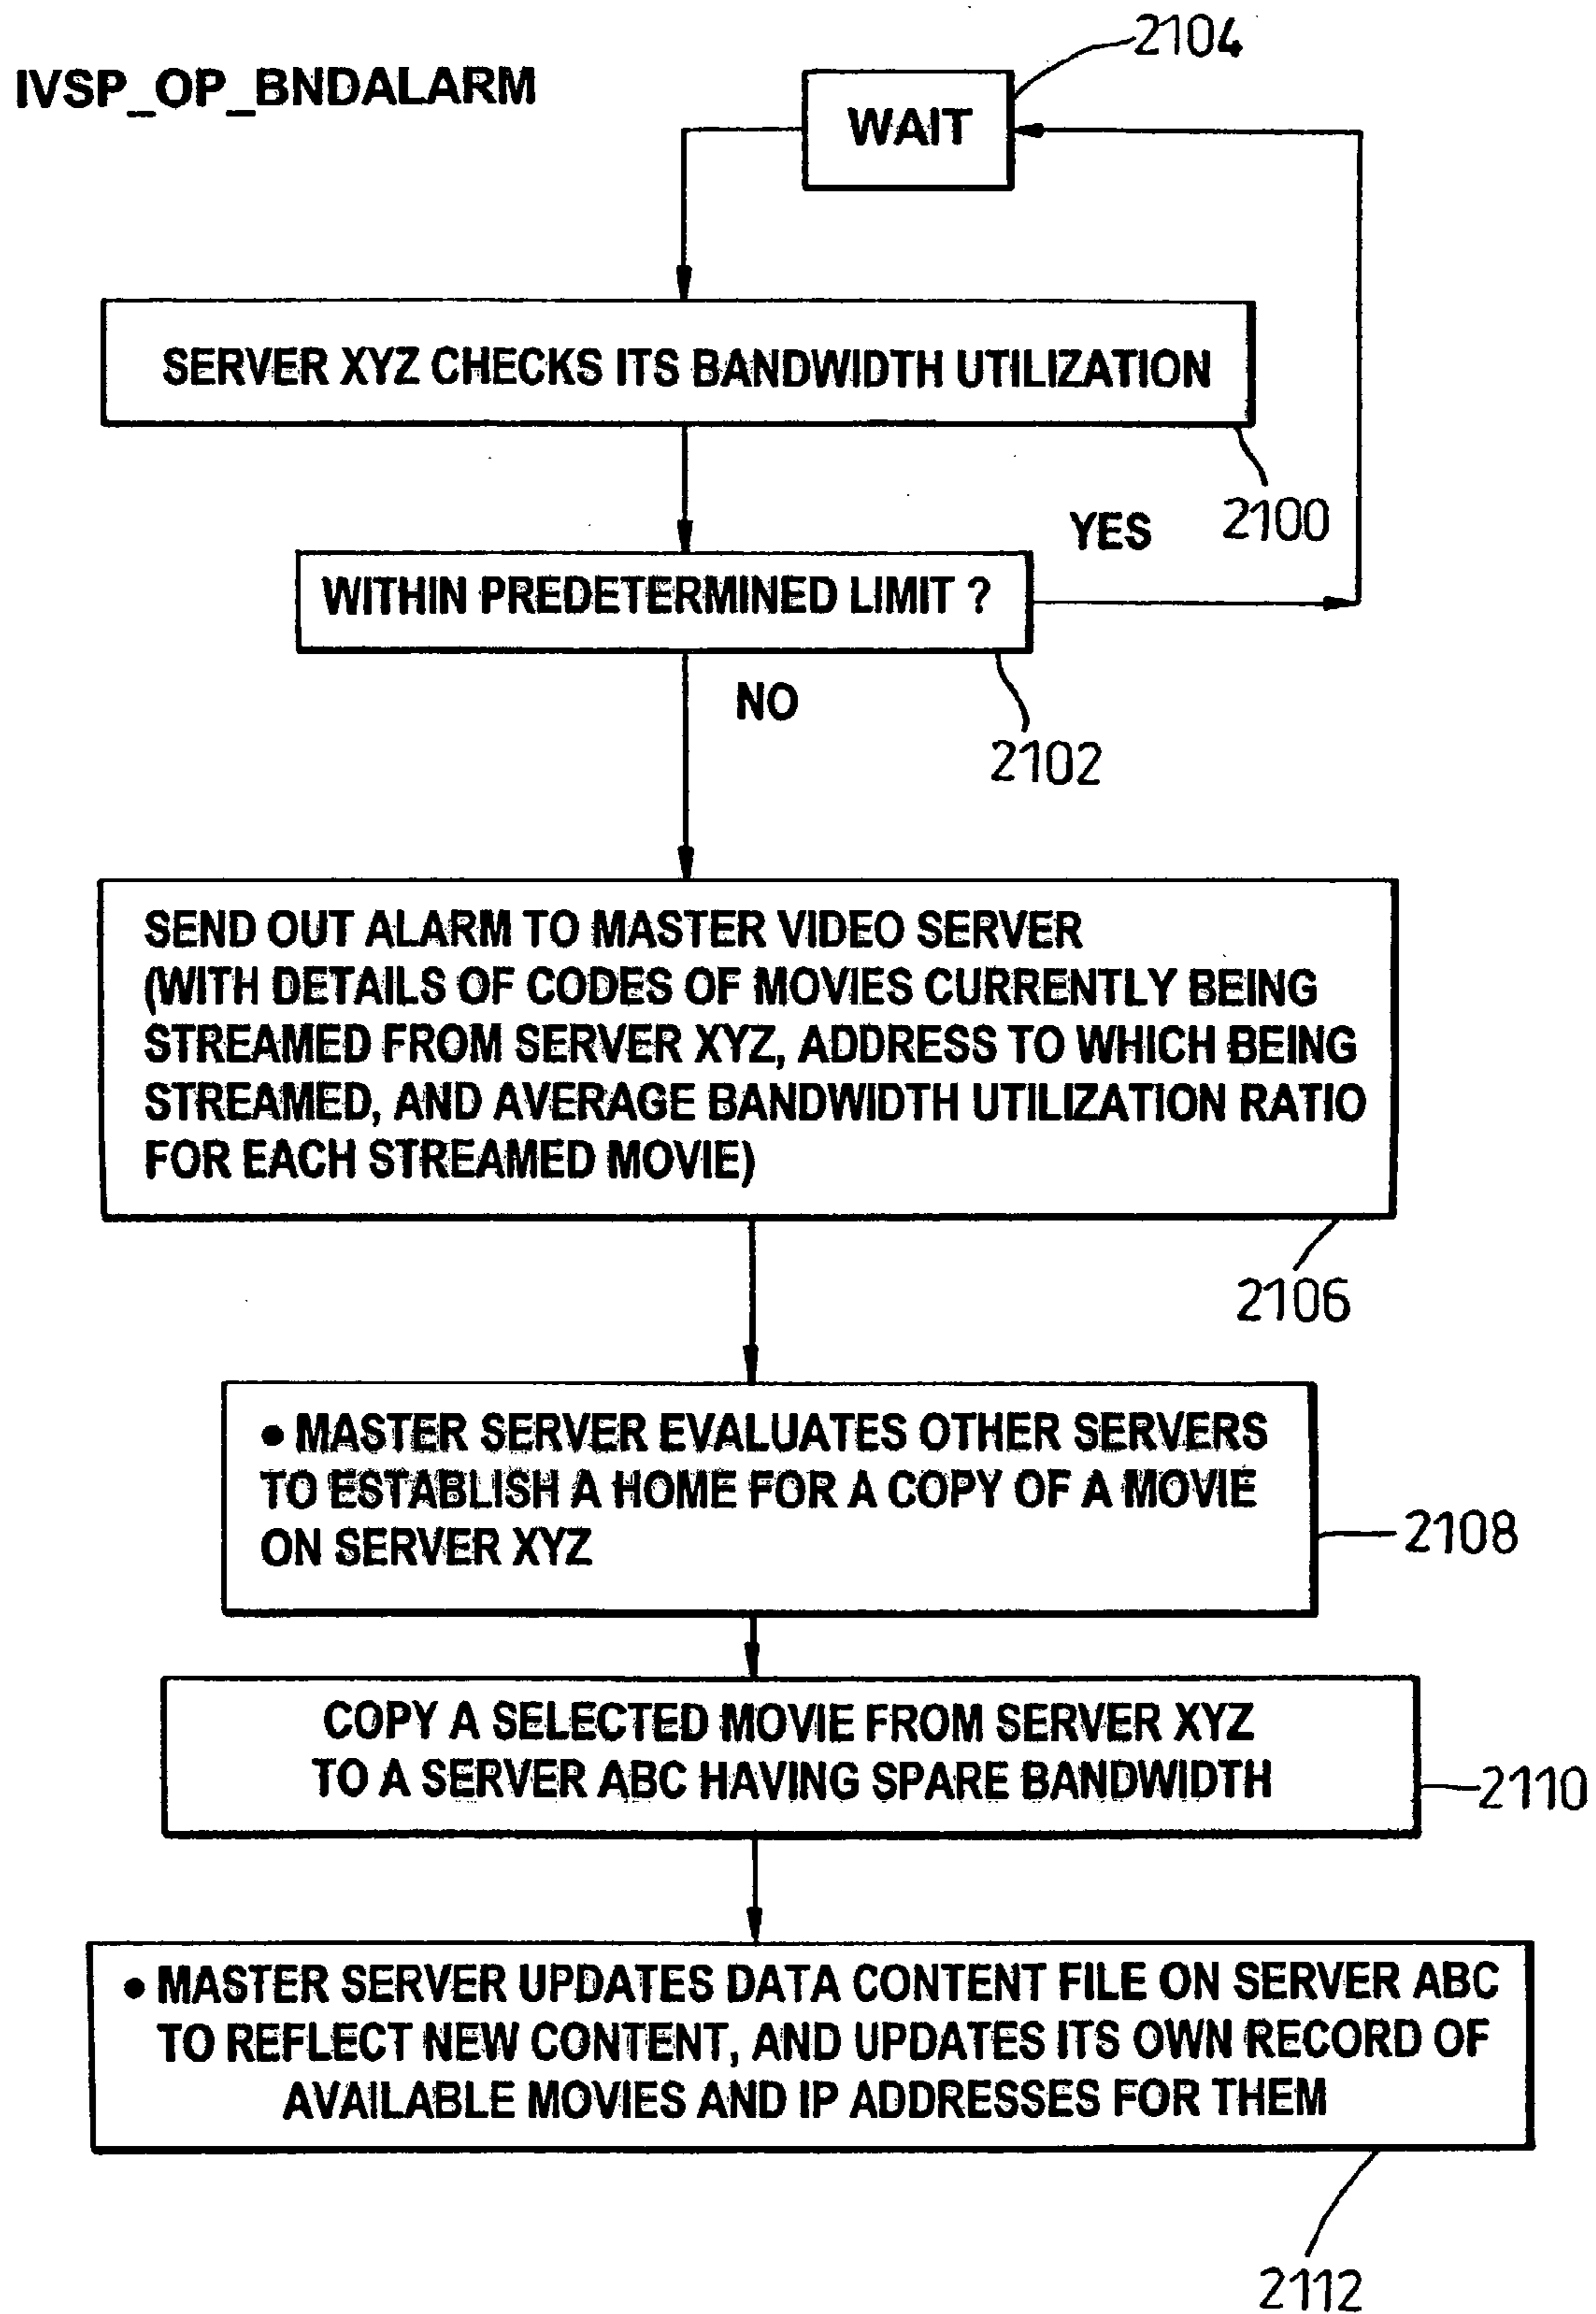 2104
IVSP_OP_BNDALARM
WAIT
SERVER XYZ CHECKS ITS BANDWIDTH UTILIZATION
2100
YES
WITHIN PREDETERMINED LIMIT ?
NO
2102
SEND OUT ALARM TO MASTER VIDEO SERVER
(WITH DETAILS OF CODES OF MOVIES CURRENTLY BEING
STREAMED FROM SERVER XYZ, ADDRESS TO WHICH BEING
STREAMED, AND AVERAGE BANDWIDTH UTILIZATION RATIO
FOR EACH STREAMED MOVIE)
2106
• MASTER SERVER EVALUATES OTHER SERVERS
TO ESTABLISH A HOME FOR A COPY OF A MOVIE
ON SERVER XYZ
2108
COPY A SELECTED MOVIE FROM SERVER XYZ
TO A SERVER ABC HAVING SPARE BANDWIDTH
2110
• MASTER SERVER UPDATES DATA CONTENT FILE ON SERVER ABC
TO REFLECT NEW CONTENT, AND UPDATES ITS OWN RECORD OF
AVAILABLE MOVIES AND IP ADDRESSES FOR THEM
2112